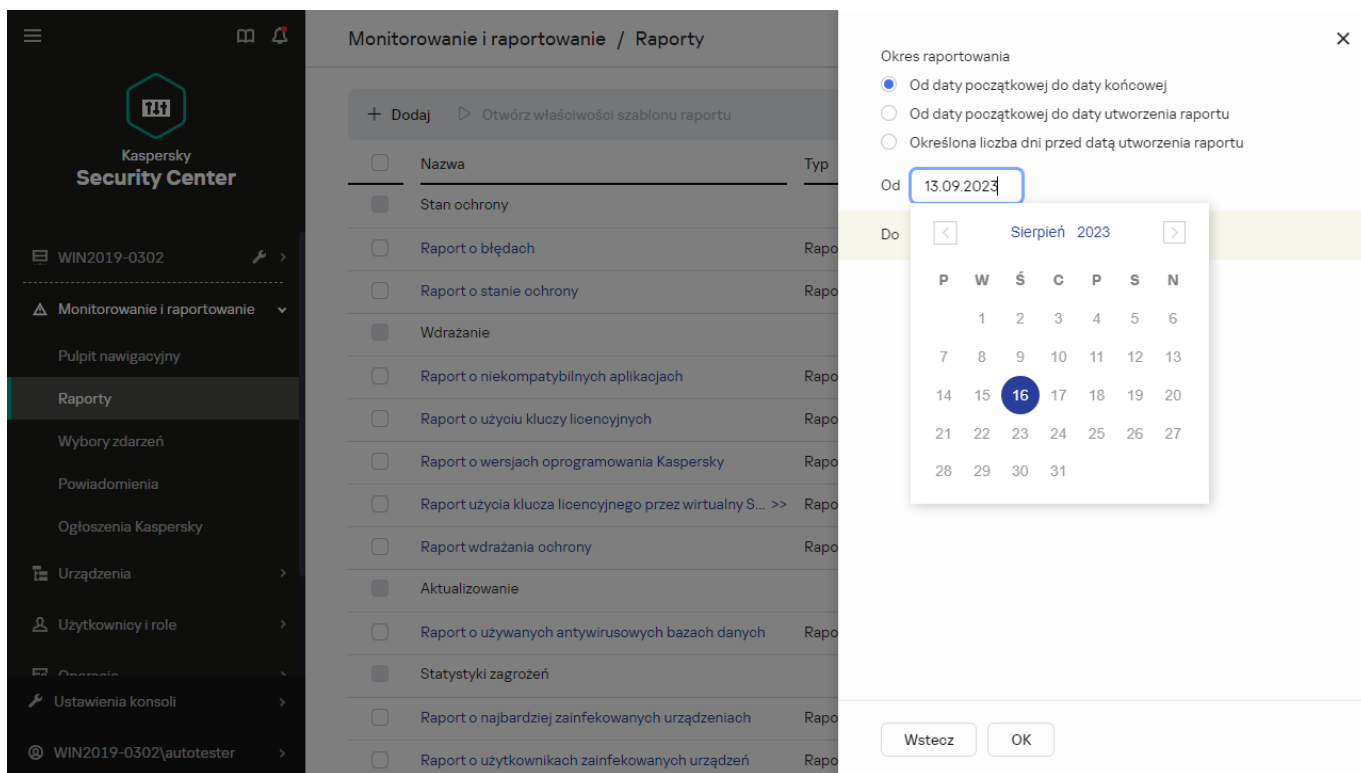 Kaspersky
Security Center
WIN2019-0302
Monitorowanie i raportowanie
Pulpit nawigacyjny
Raporty
Wybory zdarzeń
Powiadomienia
Ogłoszenia Kaspersky
Urządzenia
Użytkownicy i role
Ustawienia konsoli
WIN2019-0302\autotester
Monitorowanie i raportowanie / Raporty
+ Dodaj Otwórz właściwości szablonu raportu
Nazwa Typ
Stan ochrony
Raport o błędach Rapo
Raport o stanie ochrony Rapo
Wdrażanie
Raport o niekompatybilnych aplikacjach Rapo
Raport o użyciu kluczy licencyjnych Rapo
Raport o wersjach oprogramowania Kaspersky Rapo
Raport użycia klucza licencyjnego przez wirtualny S... >> Rapo
Raport wdrażania ochrony Rapo
Aktualizowanie
Raport o używanych antywirusowych bazach danych Rapo
Statystyki zagrożeń
Raport o najbardziej zainfekowanych urządzeniach Rapo
Raport o użytkownikach zainfekowanych urządzeń Rapo
Okres raportowania
Od daty początkowej do daty końcowej
Od daty początkowej do daty utworzenia raportu
Określona liczba dni przed datą utworzenia raportu
Od 13.09.2023
Do
< Sierpień 2023 >
P W Ś C P S N
1 2 3 4 5 6
7 8 9 10 11 12 13
14 15 16 17 18 19 20
21 22 23 24 25 26 27
28 29 30 31
Wstecz OK